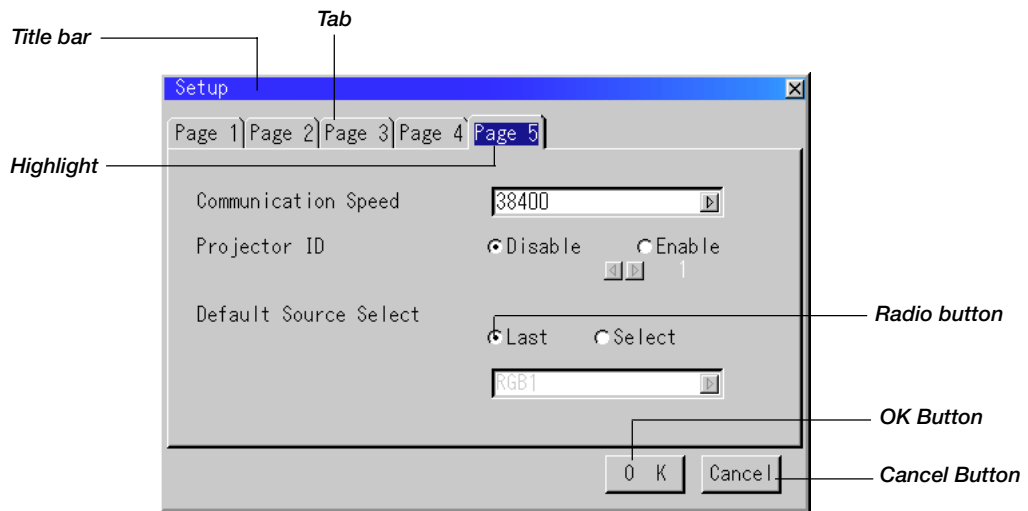 Tab
Title bar
Setup
Page 1 Page 2 Page 3 Page 4 Page 5
Highlight
Communication Speed 38400
Projector ID Disable Enable
1
Default Source Select
Radio button
Last Select
RGB1
OK Button
O K Cancel
Cancel Button